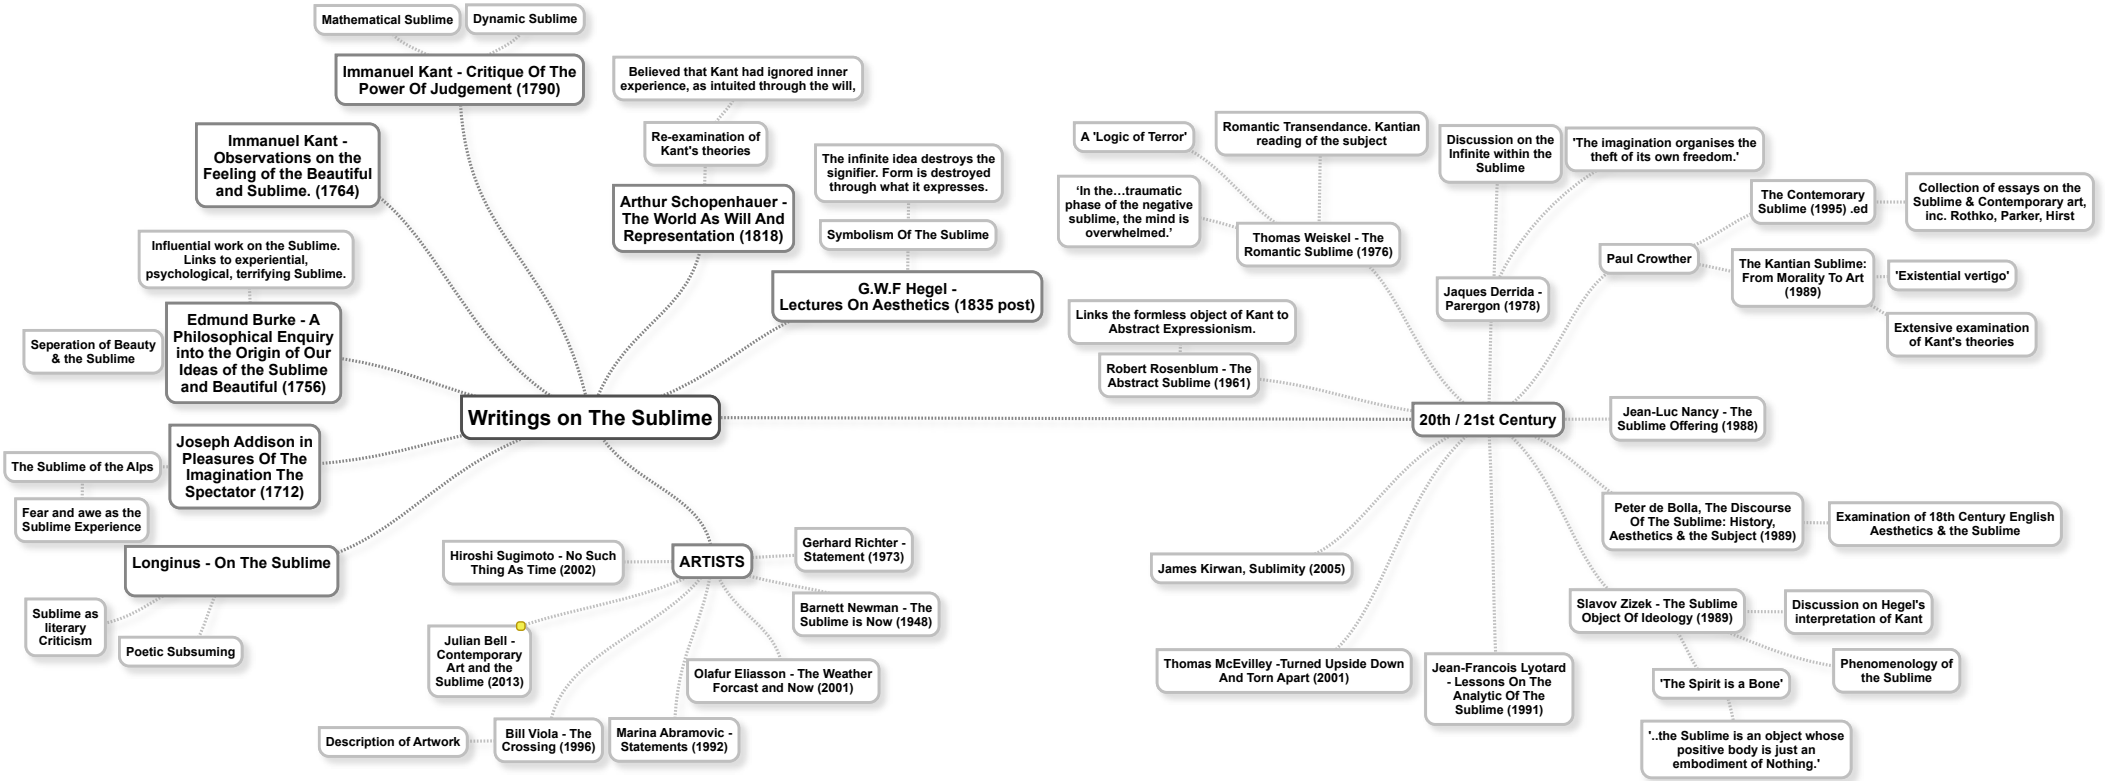 Mathematical Sublime
Dynamic Sublime
Immanuel Kant - Critique Of The
Power Of Judgement (1790)
Immanuel Kant -
Observations on the
Feeling of the Beautiful
and Sublime. (1764)
Believed that Kant had ignored inner
experience, as intuited through the will,
Re-examination of
Kant's theories
Arthur Schopenhauer -
The World As Will And
Representation (1818)
The infinite idea destroys the
signifier. Form is destroyed
through what it expresses.
Symbolism Of The Sublime
G.W.F Hegel -
Lectures On Aesthetics (1835 post)
Influential work on the Sublime.
Links to experiential,
psychological, terrifying Sublime.
Seperation of Beauty
& the Sublime
Edmund Burke - A
Philosophical Enquiry
into the Origin of Our
Ideas of the Sublime
and Beautiful (1756)
Writings on The Sublime
Joseph Addison in
Pleasures Of The
Imagination The
Spectator (1712)
The Sublime of the Alps
Fear and awe as the
Sublime Experience
Longinus - On The Sublime
Sublime as
literary
Criticism
Poetic Subsuming
ARTISTS
Hiroshi Sugimoto - No Such
Thing As Time (2002)
Gerhard Richter -
Statement (1973)
Barnett Newman - The
Sublime is Now (1948)
Julian Bell -
Contemporary
Art and the
Sublime (2013)
Olafur Eliasson - The Weather
Forcast and Now (2001)
Description of Artwork
Bill Viola - The
Crossing (1996)
Marina Abramovic -
Statements (1992)
A 'Logic of Terror'
Romantic Transendance. Kantian
reading of the subject
‘In the…traumatic
phase of the negative
sublime, the mind is
overwhelmed.’
Thomas Weiskel - The
Romantic Sublime (1976)
Discussion on the
Infinite within the
Sublime
'The imagination organises the
theft of its own freedom.'
Jaques Derrida -
Parergon (1978)
The Contemorary
Sublime (1995) .ed
Collection of essays on the
Sublime & Contemporary art,
inc. Rothko, Parker, Hirst
Paul Crowther
The Kantian Sublime:
From Morality To Art
(1989)
'Existential vertigo'
Extensive examination
of Kant's theories
Links the formless object of Kant to
Abstract Expressionism.
Robert Rosenblum - The
Abstract Sublime (1961)
20th / 21st Century
Jean-Luc Nancy - The
Sublime Offering (1988)
Peter de Bolla, The Discourse
Of The Sublime: History,
Aesthetics & the Subject (1989)
Examination of 18th Century English
Aesthetics & the Sublime
James Kirwan, Sublimity (2005)
Slavov Zizek - The Sublime
Object Of Ideology (1989)
Discussion on Hegel's
interpretation of Kant
Phenomenology of
the Sublime
'The Spirit is a Bone'
'..the Sublime is an object whose
positive body is just an
embodiment of Nothing.'
Thomas McEvilley -Turned Upside Down
And Torn Apart (2001)
Jean-Francois Lyotard
- Lessons On The
Analytic Of The
Sublime (1991)